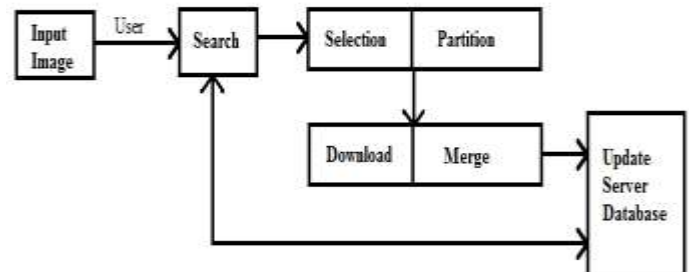 Input
Image
User
Search
Selection
Partition
Download
Merge
Update
Server
Database